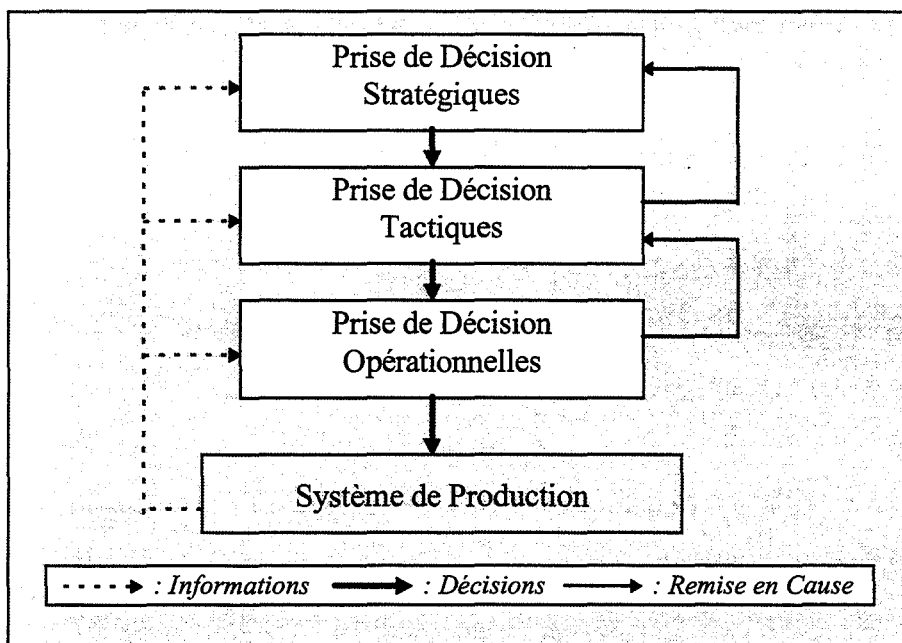 Prise de Décision
Stratégiques
Prise de Décision
Tactiques
Prise de Décision
Opérationnelles
Système de Production
: Informations : Décisions : Remise en Cause